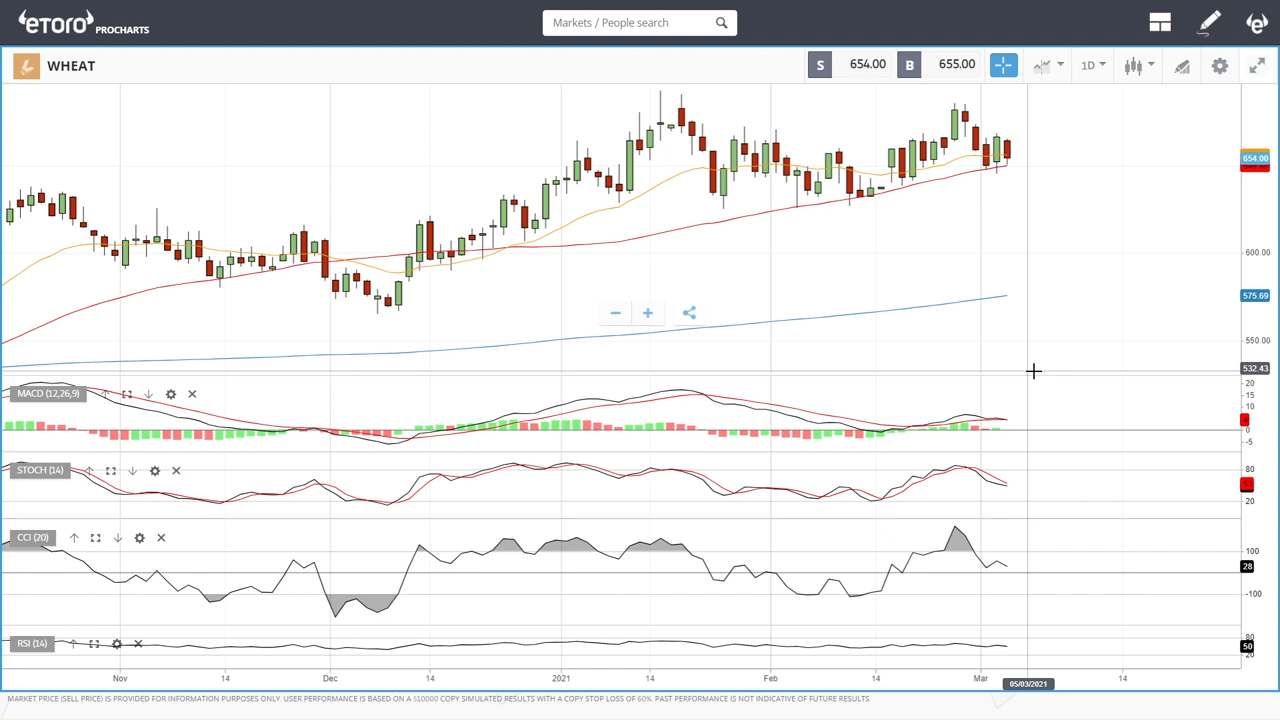 eToro PROCHARTS
Markets / People search
WHEAT
S 654.00 B 655.00
1D
654.00
600.00
575.69
550.00
532.43
MACD (12,26,9)
20
15
10
0
-5
STOCH (14)
80
20
CCI (20)
100
28
-100
RSI (14)
80
50
20
Nov 14 Dec 14 2021 14 Feb 14 Mar 14
05/03/2021
MARKET PRICE (SELL PRICE) IS PROVIDED FOR INFORMATION PURPOSES ONLY. USER PERFORMANCE IS BASED ON A $10000 COPY SIMULATED RESULTS WITH A COPY STOP LOSS OF 60%. PAST PERFORMANCE IS NOT INDICATIVE OF FUTURE RESULTS.